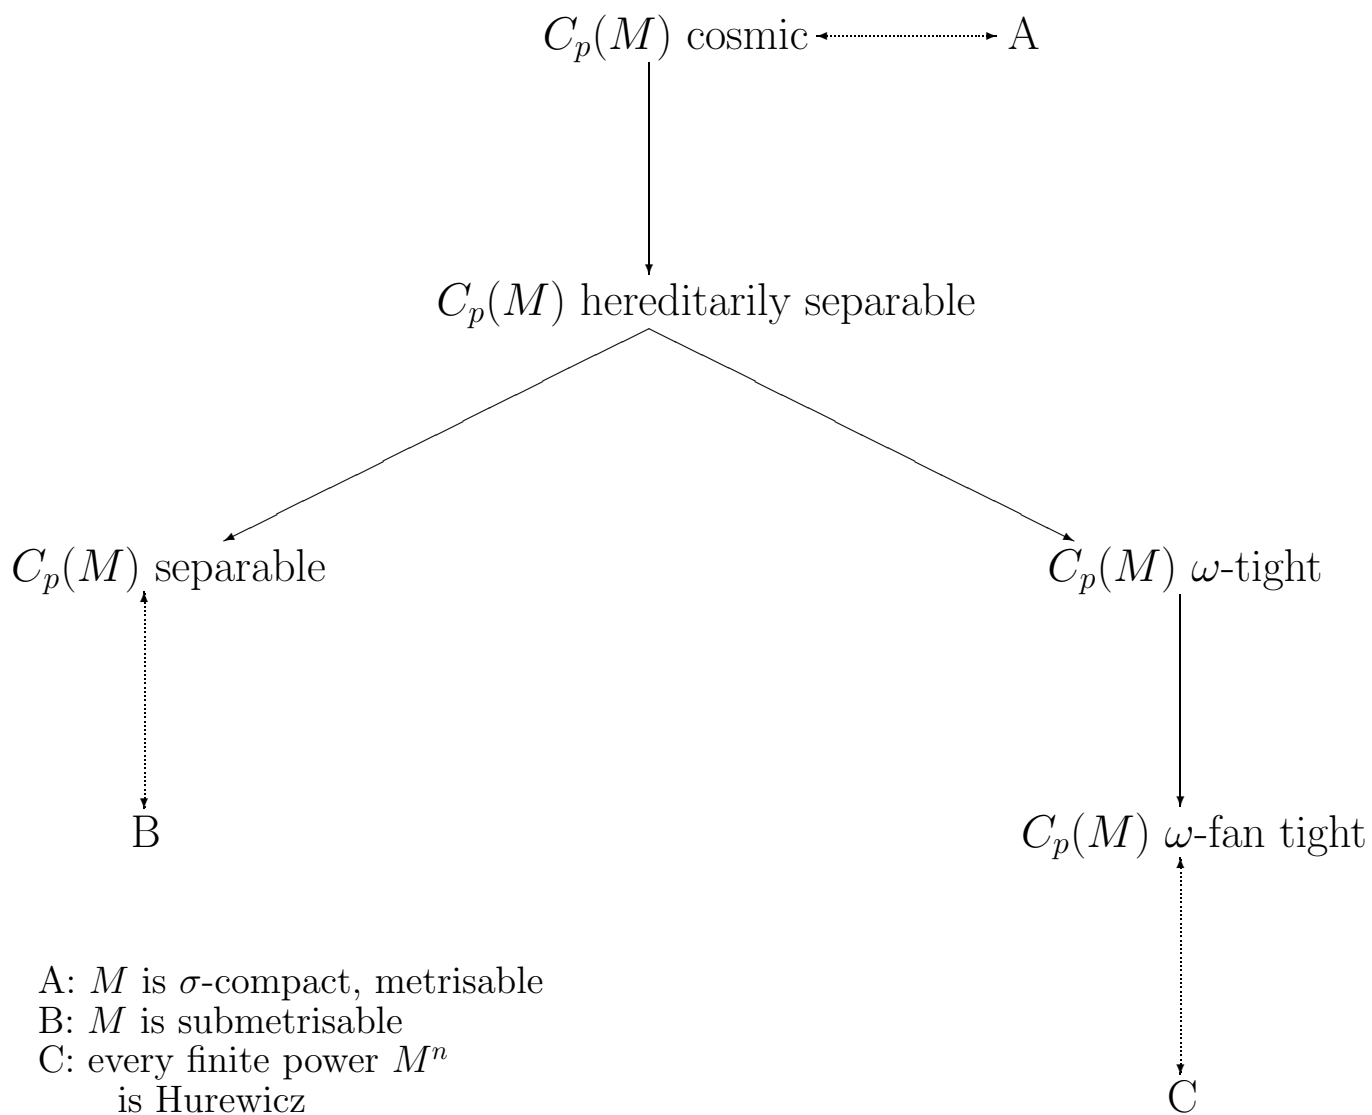 C_p(M) cosmic A
C_p(M) hereditarily separable
C_p(M) separable C_p(M) ω-tight
B C_p(M) ω-fan tight
A: M is σ-compact, metrisable
B: M is submetrisable
C: every finite power M^n
is Hurewicz C